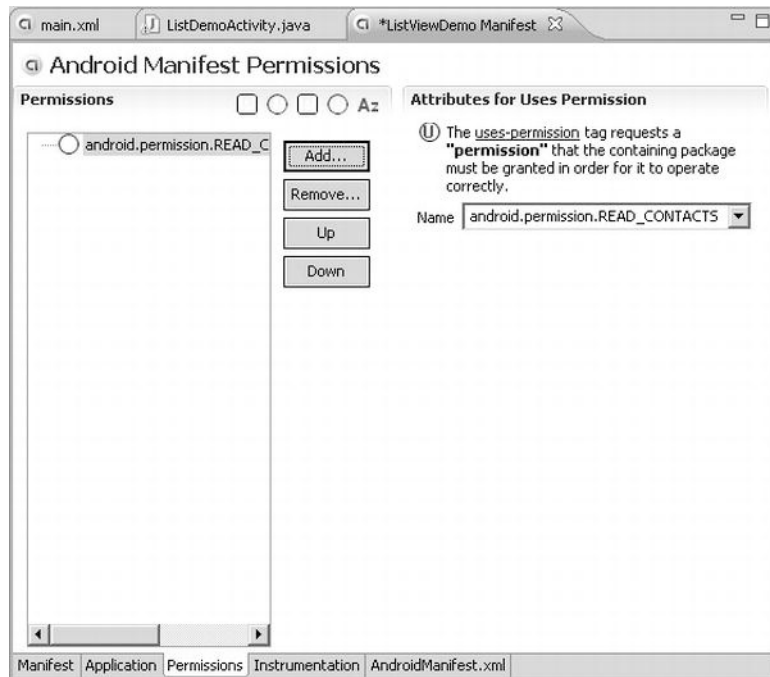 main.xml
ListDemoActivity.java
*ListViewDemo Manifest
Android Manifest Permissions
Permissions
Az
android.permission.READ_C
Add...
Remove...
Up
Down
Attributes for Uses Permission
U The uses-permission tag requests a
"permission" that the containing package
must be granted in order for it to operate
correctly.
Name android.permission.READ_CONTACTS
Manifest Application Permissions Instrumentation AndroidManifest.xml